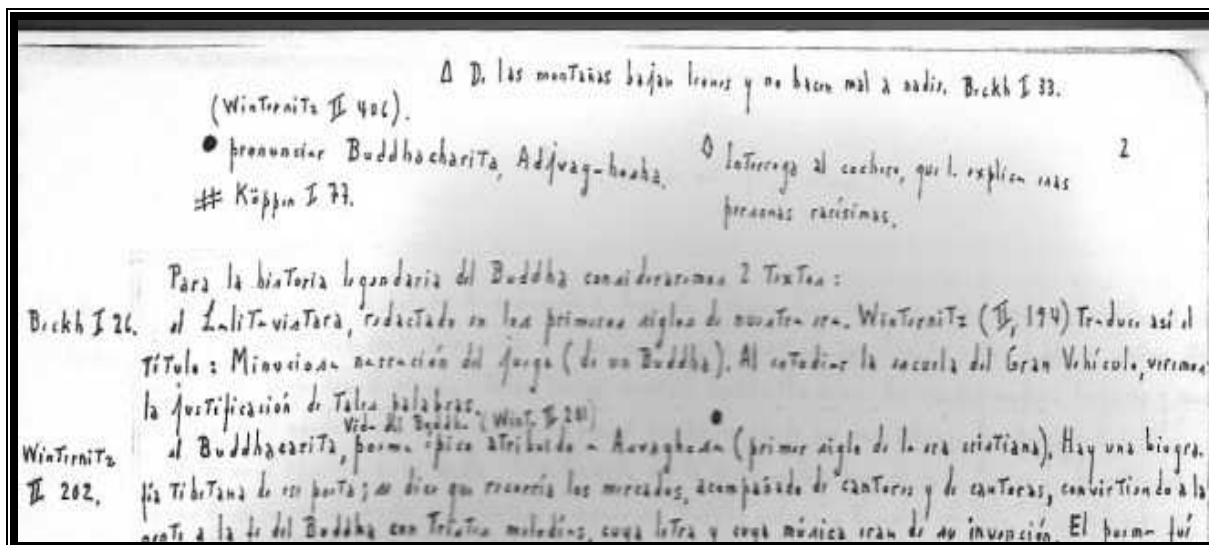 Δ D. las montañas bajan leones y no hacen mal a nadie. Beckh I 33.
(Winternitz II 406).
● pronunciar Buddhacharita, Adjvag-hosha.
## Köppen I 77.
Δ Interroga al cochero, que le explica esas
personas rarísimas.
2
Para la historia legendaria del Buddha consideraremos 2 textos:
Beckh I 26. el Lalitavistara, redactado en los primeros siglos de nuestra era. Winternitz (II, 194) Traduce así el
título: Minuciosa narración del juego (de un Buddha). Al estudiar la escuela del Gran Vehículo, veremos
la justificación de tales palabras.
Vida del Buddha (Wint. II 201)
●
Winternitz II 202. el Buddhacarita, poema épico atribuido a Asvaghosha (primer siglo de la era cristiana). Hay una biogra-
fía tibetana de ese poeta; se dice que recorría los mercados, acompañado de cantores y de cantoras, convirtiendo a la
gente a la fe del Buddha con tristes melodías, cuya letra y cuya música eran de su invención. El poema fué